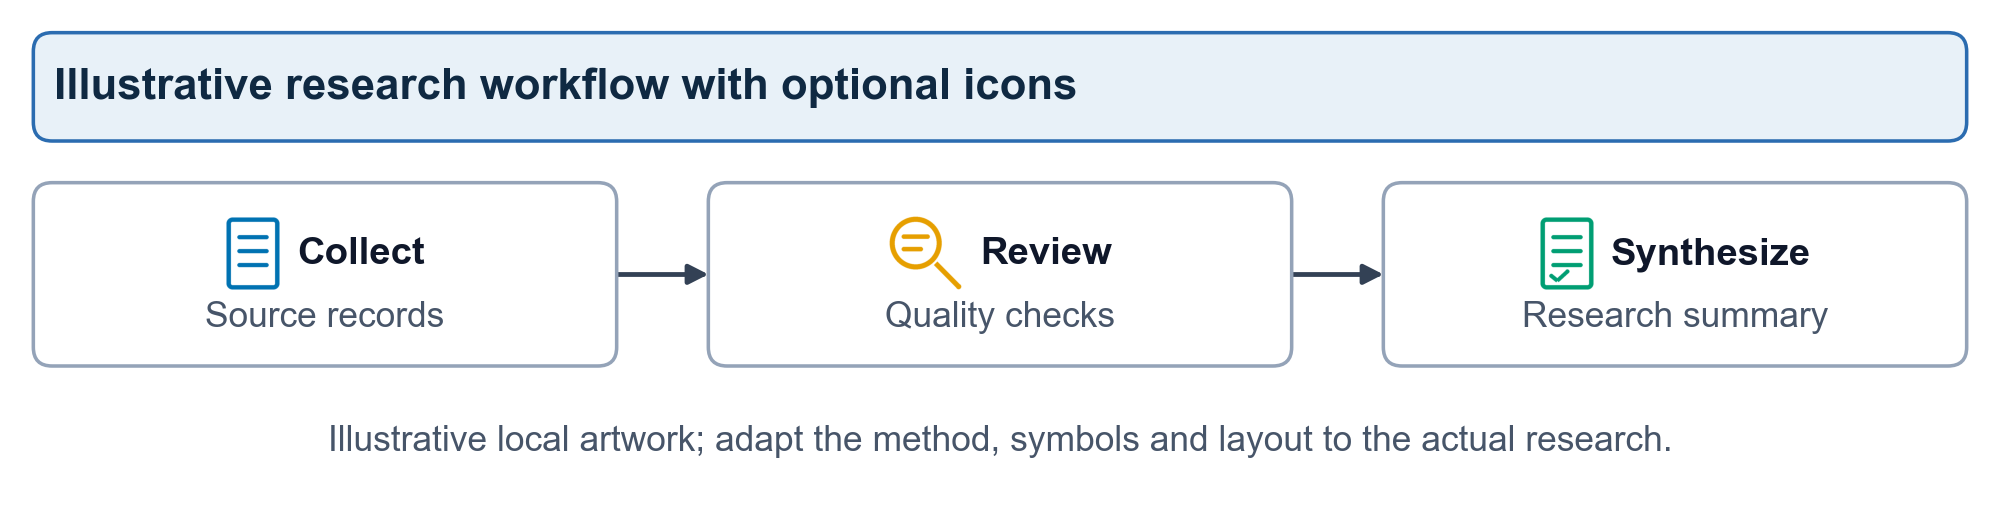 Illustrative research workflow with optional icons
Collect
Source records
Review
Quality checks
Synthesize
Research summary
Illustrative local artwork; adapt the method, symbols and layout to the actual research.